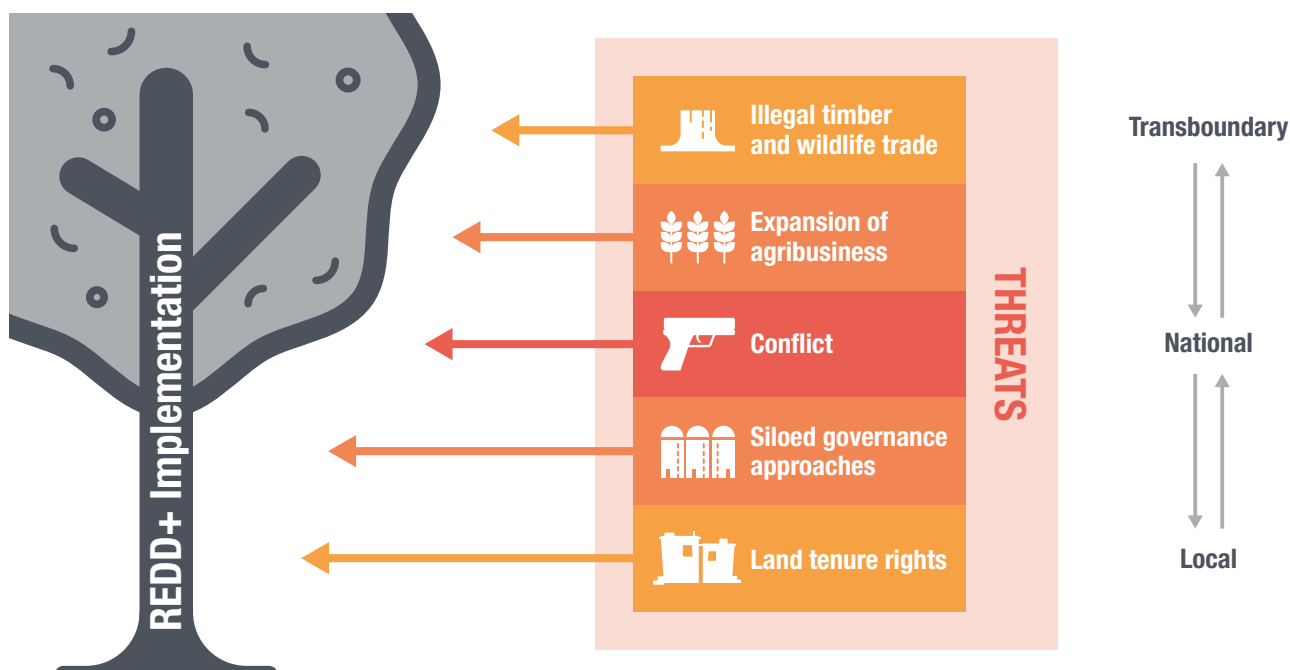 REDD+ Implementation
Illegal timber
and wildlife trade
Expansion of
agribusiness
Conflict
Siloed governance
approaches
Land tenure rights
THREATS
Transboundary
National
Local